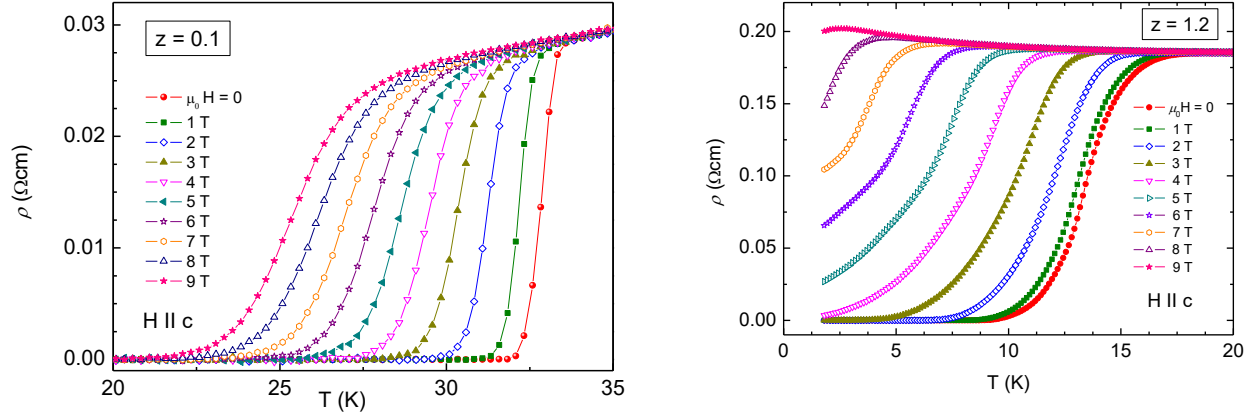 z = 0.1
0.03
0.02
0.01
0.00
ρ (Ωcm)
μ₀ H = 0
1 T
2 T
3 T
4 T
5 T
6 T
7 T
8 T
9 T
H II c
20
25
30
35
T (K)
z = 1.2
0.20
0.15
0.10
0.05
0.00
ρ (Ωcm)
μ₀H = 0
1 T
2 T
3 T
4 T
5 T
6 T
7 T
8 T
9 T
H II c
0
5
10
15
20
T (K)